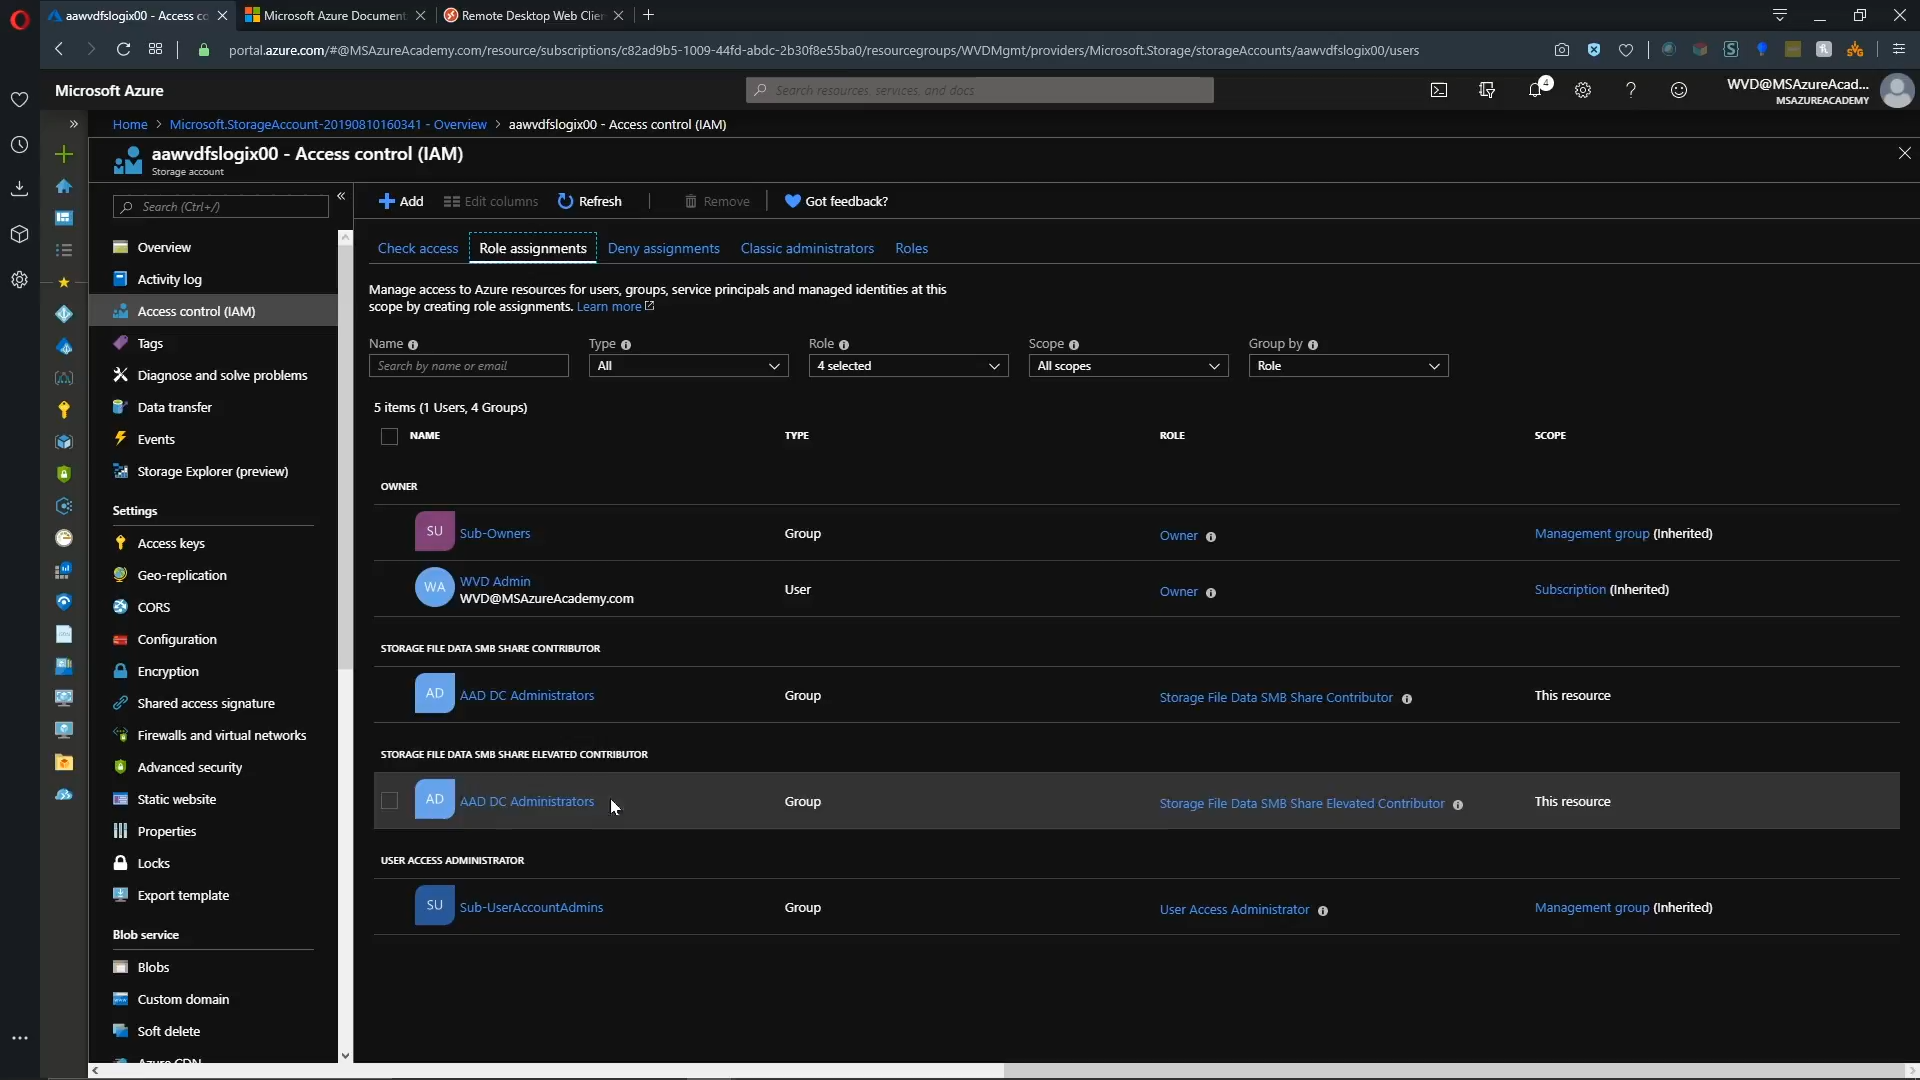 aawvdfslogix00 - Access co
Microsoft Azure Document
Remote Desktop Web Clie
portal.azure.com/#@MSAzureAcademy.com/resource/subscriptions/c82ad9b5-1009-44fd-abdc-2b30f8e55ba0/resourcegroups/WVDMgmt/providers/Microsoft.Storage/storageAccounts/aawvdfslogix00/users
Microsoft Azure
Search resources, services, and docs
4
WVD@MSAzureAcad...
MSAZUREACADEMY
Home > Microsoft.StorageAccount-20190810160341 - Overview > aawvdfslogix00 - Access control (IAM)
aawvdfslogix00 - Access control (IAM)
Storage account
Search (Ctrl+/)
Overview
Activity log
Access control (IAM)
Tags
Diagnose and solve problems
Data transfer
Events
Storage Explorer (preview)
Settings
Access keys
Geo-replication
CORS
Configuration
Encryption
Shared access signature
Firewalls and virtual networks
Advanced security
Static website
Properties
Locks
Export template
Blob service
Blobs
Custom domain
Soft delete
Azure CDN
Add
Edit columns
Refresh
Remove
Got feedback?
Check access
Role assignments
Deny assignments
Classic administrators
Roles
Manage access to Azure resources for users, groups, service principals and managed identities at this
scope by creating role assignments. Learn more
Name
Type
Role
Scope
Group by
Search by name or email
All
4 selected
All scopes
Role
5 items (1 Users, 4 Groups)
NAME TYPE ROLE SCOPE
OWNER
SU Sub-Owners Group Owner Management group (Inherited)
WA WVD Admin
WVD@MSAzureAcademy.com User Owner Subscription (Inherited)
STORAGE FILE DATA SMB SHARE CONTRIBUTOR
AD AAD DC Administrators Group Storage File Data SMB Share Contributor This resource
STORAGE FILE DATA SMB SHARE ELEVATED CONTRIBUTOR
AD AAD DC Administrators Group Storage File Data SMB Share Elevated Contributor This resource
USER ACCESS ADMINISTRATOR
SU Sub-UserAccountAdmins Group User Access Administrator Management group (Inherited)